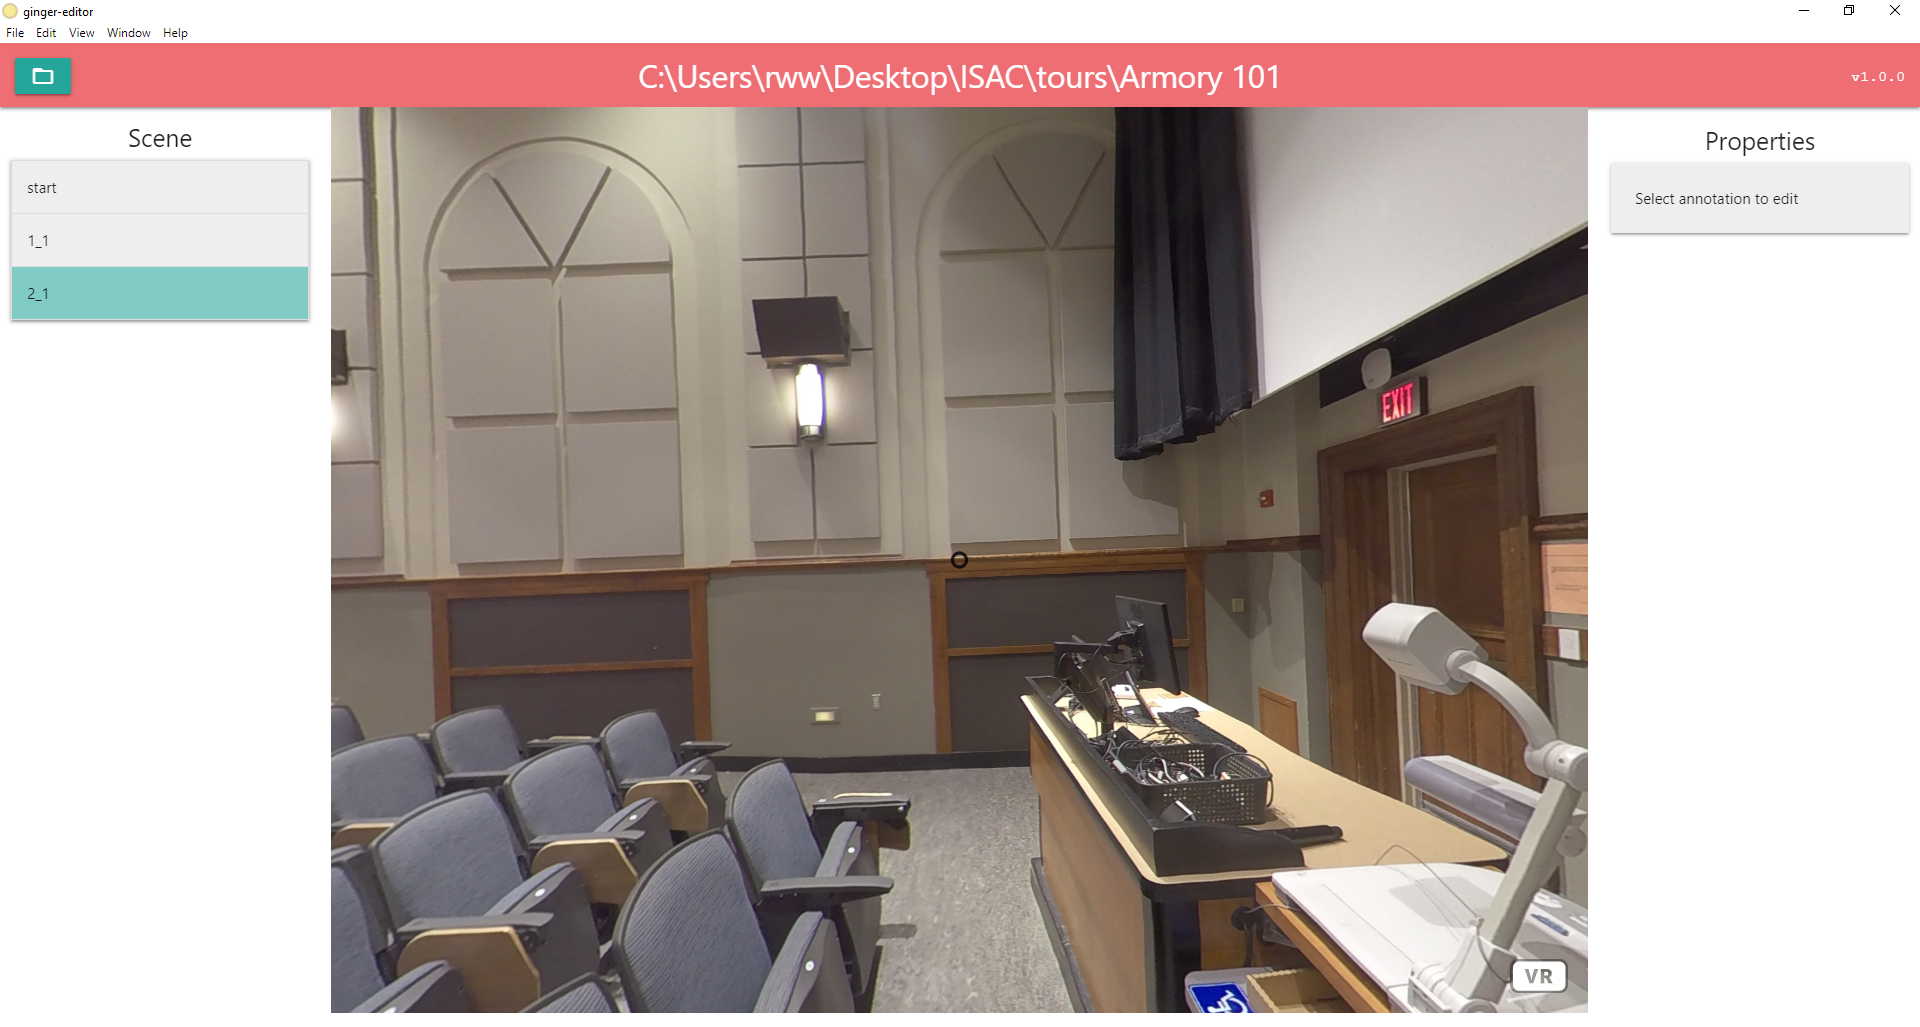 ginger-editor
File Edit View Window Help
C:\Users\rww\Desktop\ISAC\tours\Armory 101
v1.0.0
Scene
start
1_1
2_1
Properties
Select annotation to edit
EXIT
VR